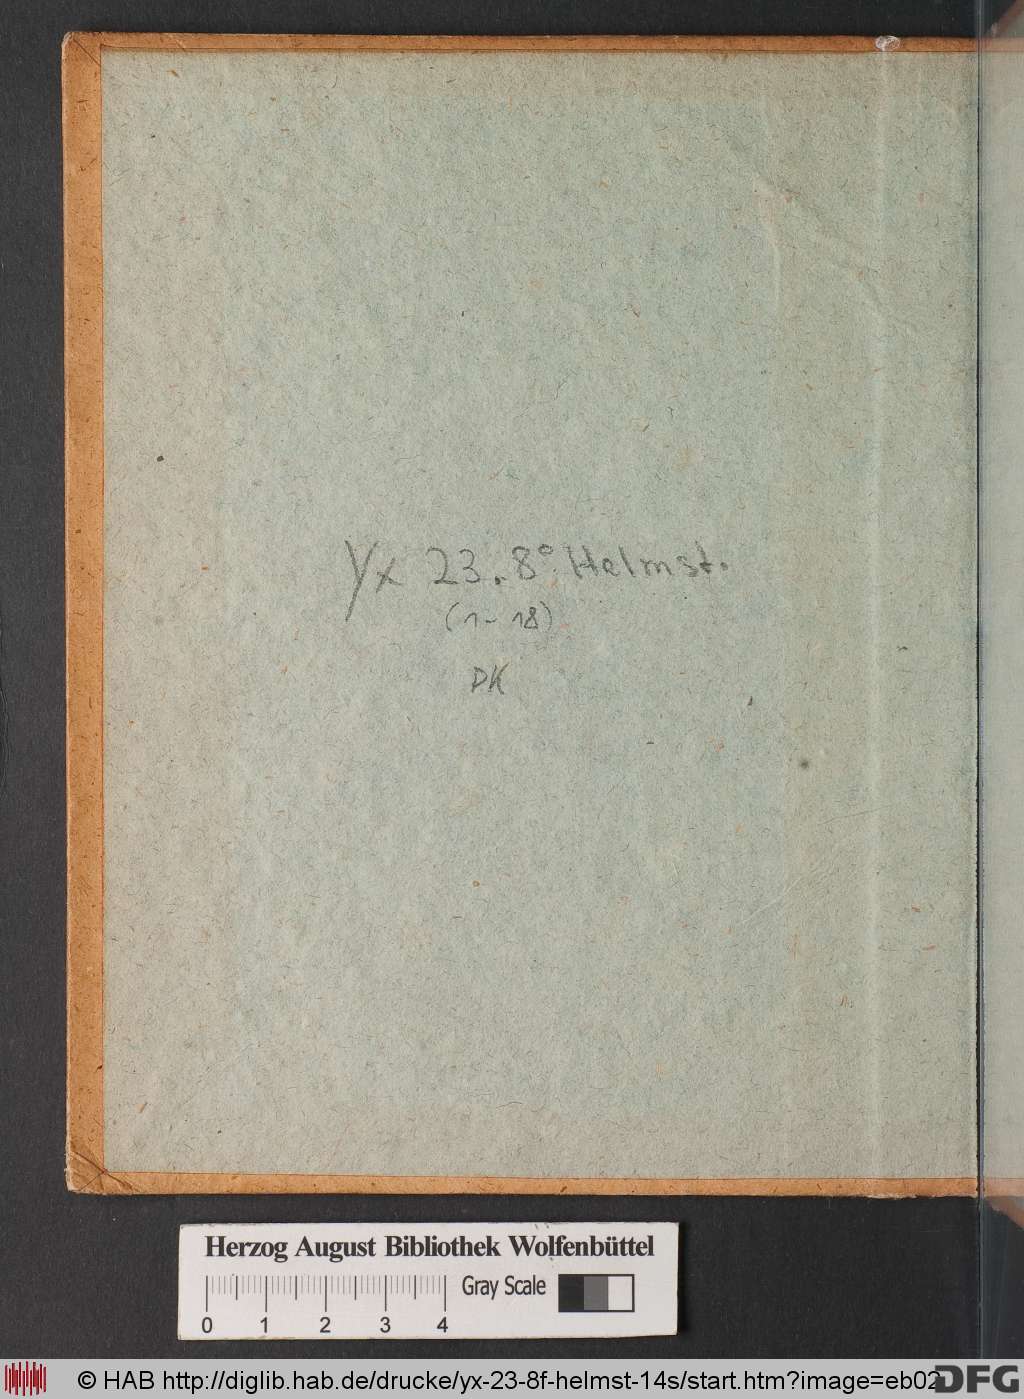 Yx 23.8° Helmst.
(1-18)
DK
Herzog August Bibliothek Wolfenbüttel
Gray Scale
0 1 2 3 4
© HAB http://diglib.hab.de/drucke/yx-23-8f-helmst-14s/start.htm?image=eb02
DFG